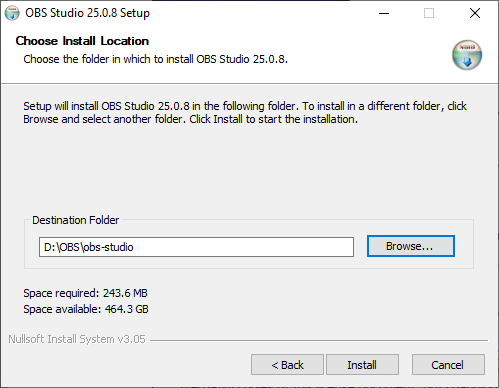 OBS Studio 25.0.8 Setup
Choose Install Location
Choose the folder in which to install OBS Studio 25.0.8.
Setup will install OBS Studio 25.0.8 in the following folder. To install in a different folder, click
Browse and select another folder. Click Install to start the installation.
Destination Folder
D:\OBS\obs-studio
Browse...
Space required: 243.6 MB
Space available: 464.3 GB
Nullsoft Install System v3.05
< Back
Install
Cancel